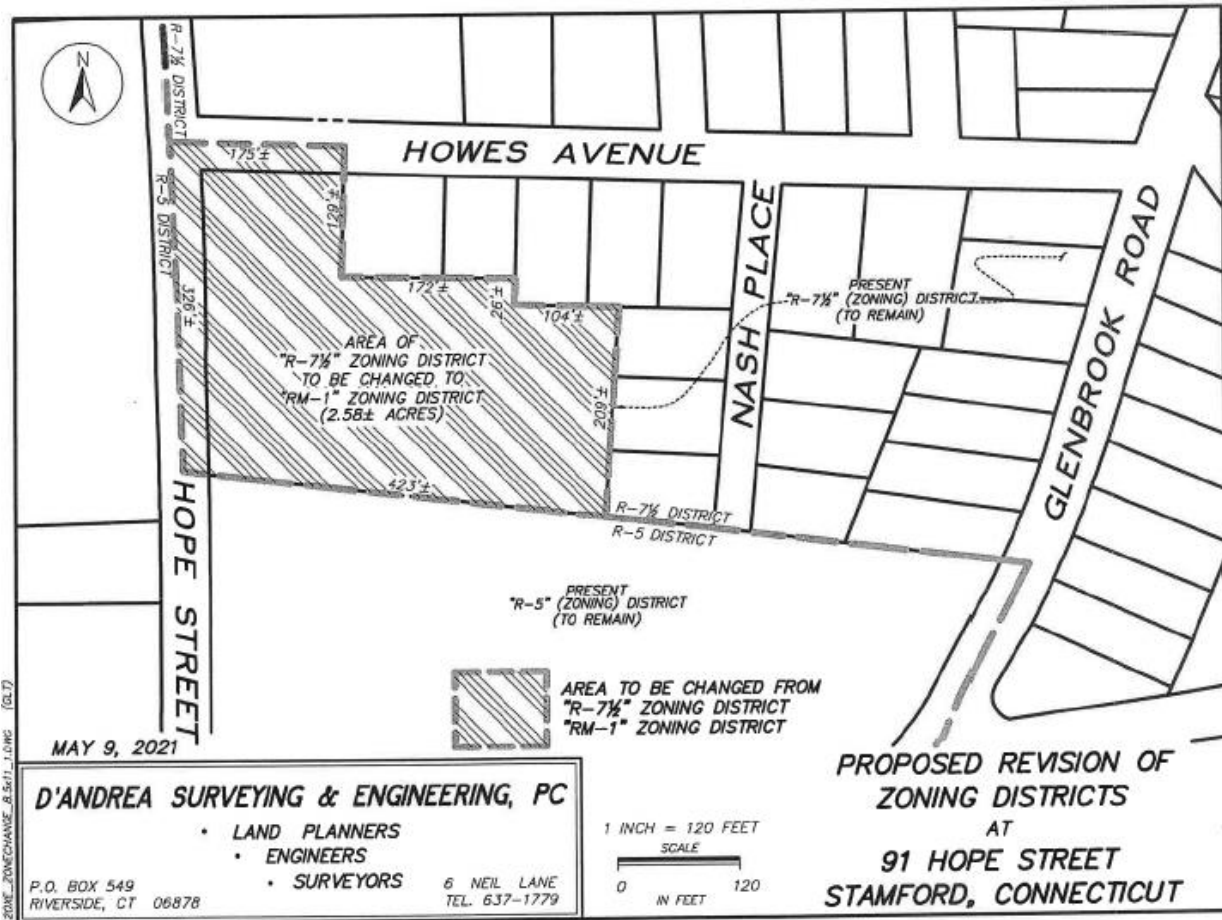 R-7½ DISTRICT
R-5 DISTRICT
N
HOWES AVENUE
175'±
129'±
172'±
26'±
104'±
209'±
326'±
423'±
AREA OF
"R-7½" ZONING DISTRICT
TO BE CHANGED TO
"RM-1" ZONING DISTRICT
(2.58± ACRES)
NASH PLACE
PRESENT
"R-7½" (ZONING) DISTRICT
(TO REMAIN)
GLENBROOK ROAD
HOPE STREET
R-7½ DISTRICT
R-5 DISTRICT
PRESENT
"R-5" (ZONING) DISTRICT
(TO REMAIN)
AREA TO BE CHANGED FROM
"R-7½" ZONING DISTRICT
"RM-1" ZONING DISTRICT
MAY 9, 2021
D'ANDREA SURVEYING & ENGINEERING, PC
• LAND PLANNERS
• ENGINEERS
• SURVEYORS
P.O. BOX 549
RIVERSIDE, CT 06878
6 NEIL LANE
TEL. 637-1779
1 INCH = 120 FEET
SCALE
0 120
IN FEET
PROPOSED REVISION OF
ZONING DISTRICTS
AT
91 HOPE STREET
STAMFORD, CONNECTICUT
(GLT)